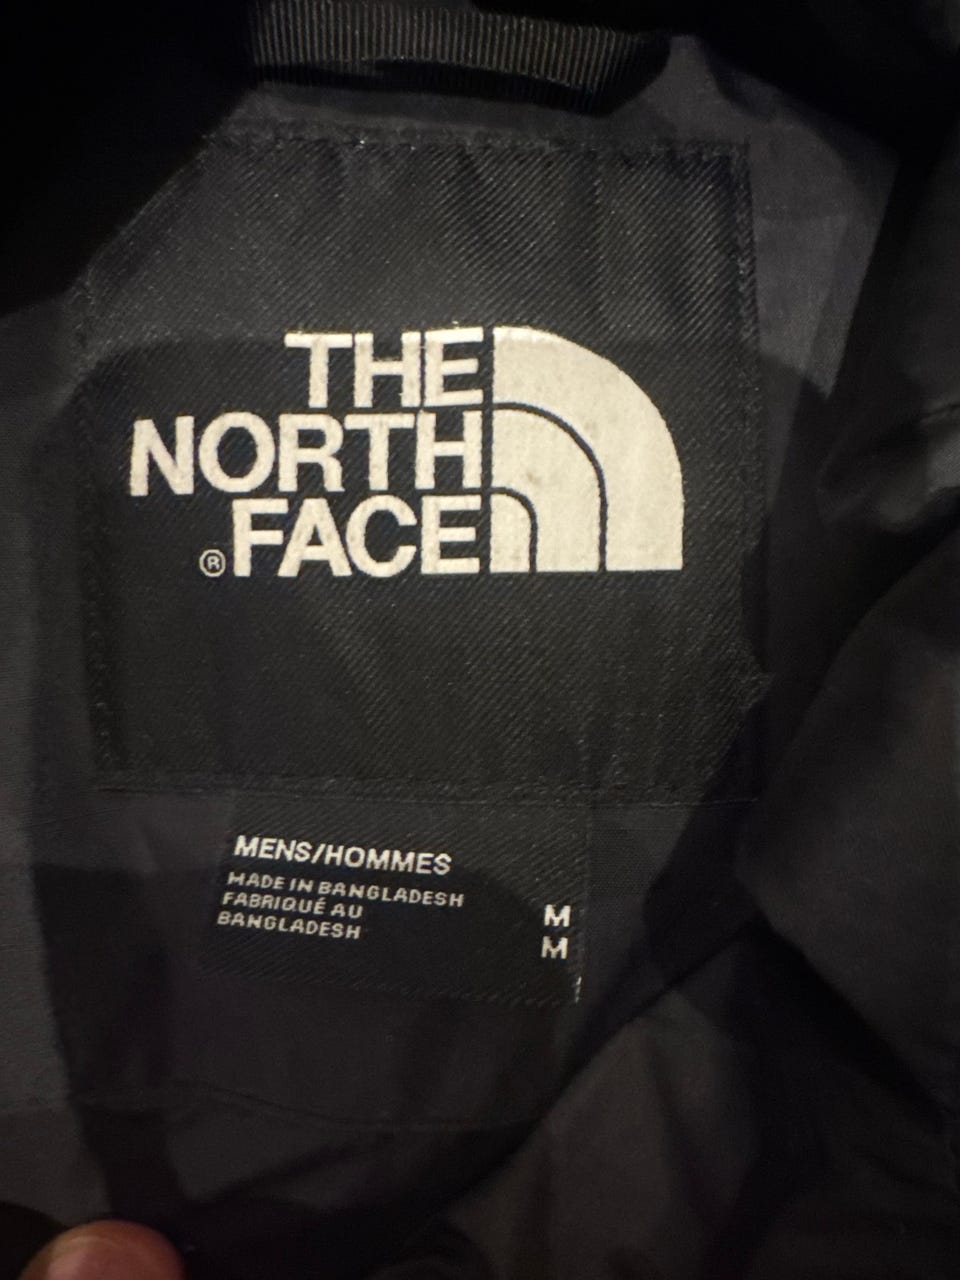 THE
NORTH
FACE
®
MENS/HOMMES
MADE IN BANGLADESH
FABRIQUÉ AU
BANGLADESH
M
M